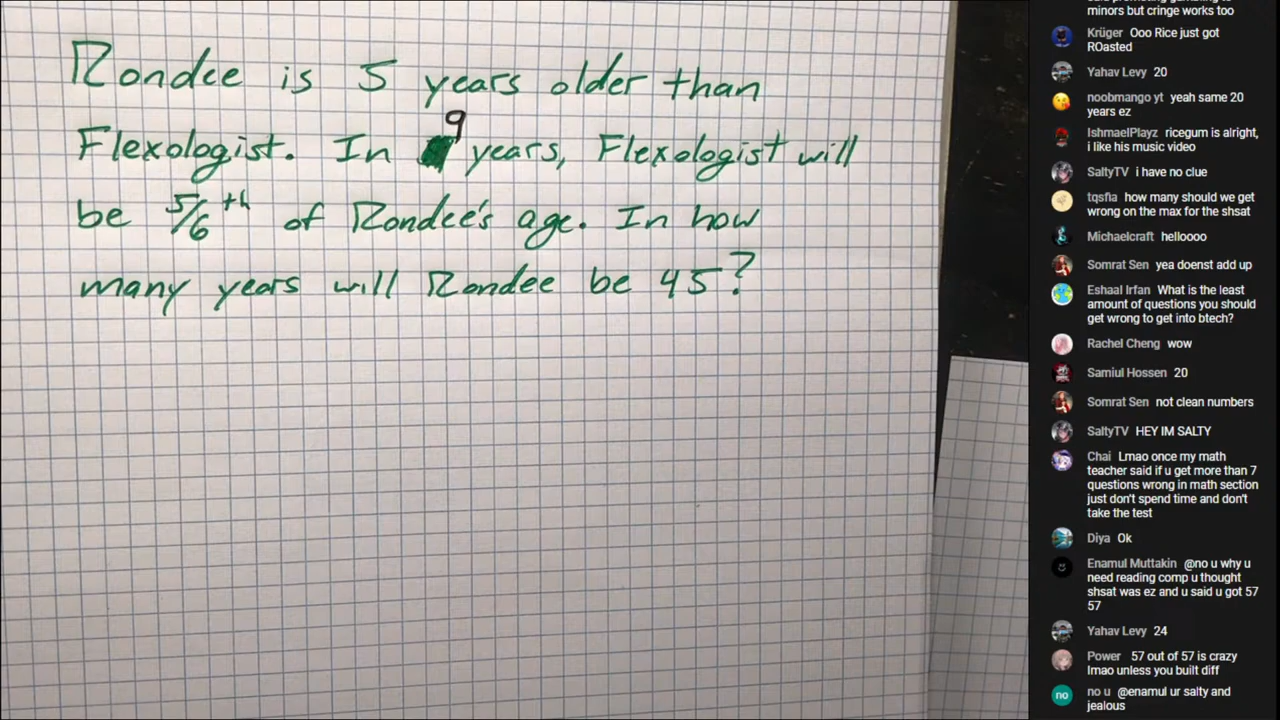 Rondee is 5 years older than
9
Flexologist. In years, Flexologist will
be 5/6th of Rondee's age. In how
many years will Rondee be 45?
minors but cringe works too
Krüger Ooo Rice just got
ROasted
Yahav Levy 20
noobmango yt yeah same 20
years ez
IshmaelPlayz ricegum is alright,
i like his music video
SaltyTV i have no clue
tqsfia how many should we get
wrong on the max for the shsat
Michaelcraft helloooo
Somrat Sen yea doenst add up
Eshaal Irfan What is the least
amount of questions you should
get wrong to get into btech?
Rachel Cheng wow
Samiul Hossen 20
Somrat Sen not clean numbers
SaltyTV HEY IM SALTY
Chai Lmao once my math
teacher said if u get more than 7
questions wrong in math section
just don't spend time and don't
take the test
Diya Ok
Enamul Muttakin @no u why u
need reading comp u thought
shsat was ez and u said u got 57
57
Yahav Levy 24
Power 57 out of 57 is crazy
lmao unless you built diff
no no u @enamul ur salty and
jealous